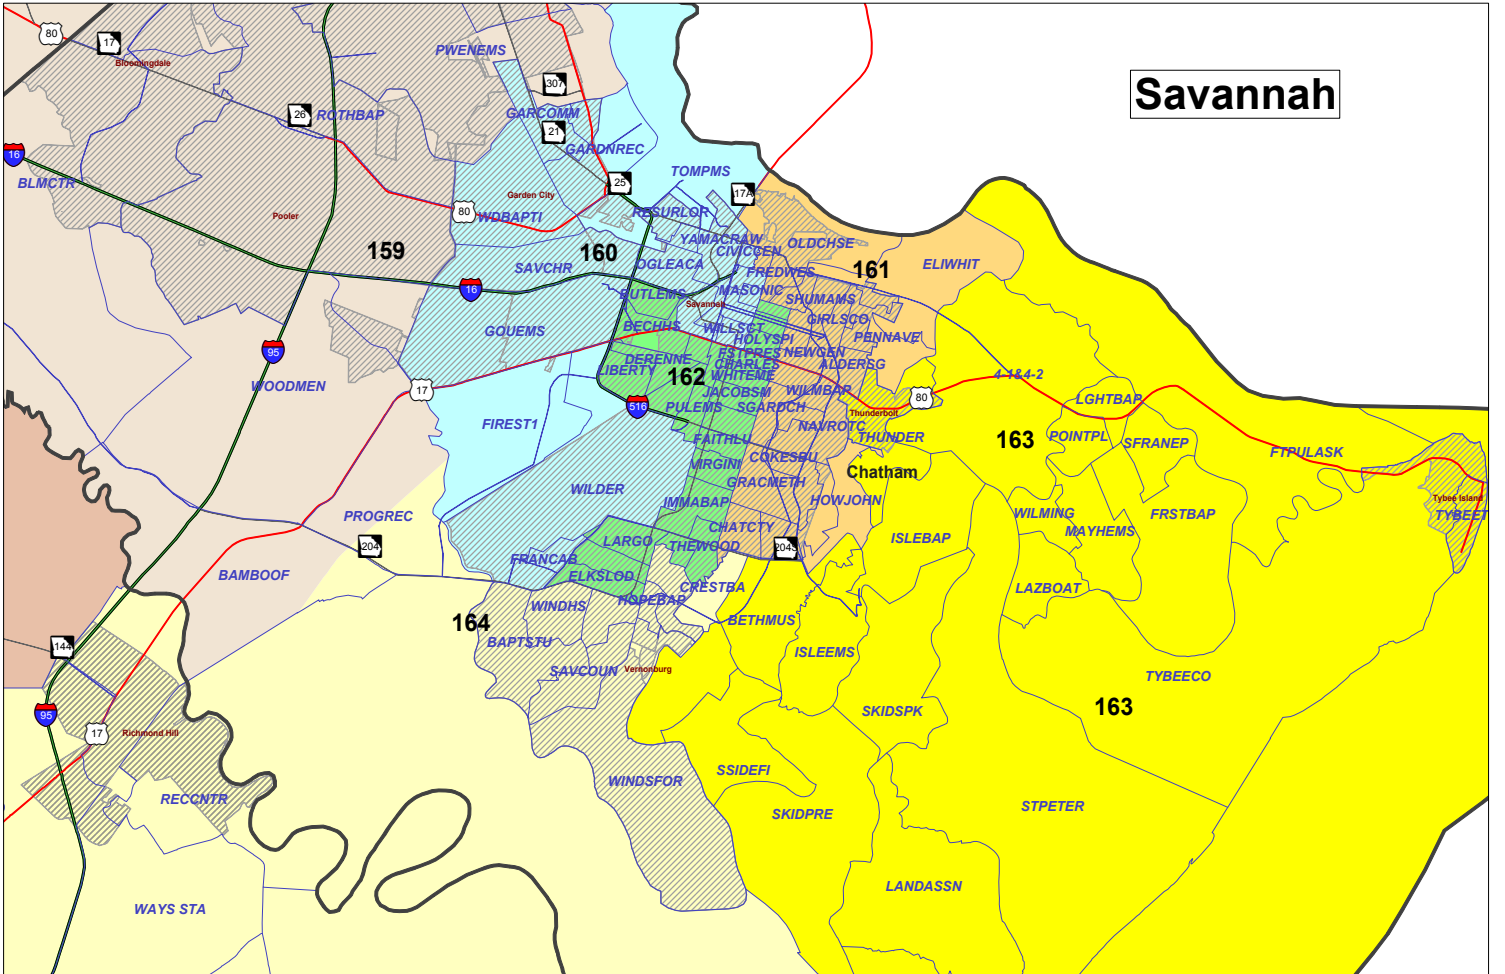 Savannah
80
17
Bloomingdale
PWENEMS
307
26
ROTHBAP
GARCOMM
21
GARDNREC
16
BLMCTR
TOMPMS
25
17A
Garden City
Pooler
80
WDBAPTI
RESURLOR
159
160
YAMACRAW
CIVICCEN
OLDCHSE
161
ELIWHIT
SAVCHR
OGLEACA
FREDWES
16
BUTLEMS
MASONIC
SHUMAMS
Savannah
GIRLSCO
GOUEMS
BECHHS
WILLSCT
HOLYSPI
PENNAVE
95
FSTPRES
NEWGEN
DERENNE
CHARLES
ALDERSG
LIBERTY
162
WHITEME
WOODMEN
17
JACOBSM
WILMBAR
4-1&4-2
80
LGHTBAP
516
PULEMS
SGARDCH
Thunderbolt
FIREST1
NAVROTC
THUNDER
163
POINTPL
SFRANEP
FTPULASK
FAITHLU
COKESBU
Chatham
VIRGINI
GRACMETH
WILDER
IMMABAP
HOWJOHN
Tybee Island
TYBEET
PROGREC
WILMING
FRSTBAP
CHATCTY
MAYHEMS
204
LARGO
THEWOOD
204S
ISLEBAP
FRANCAB
BAMBOOF
ELKSLOD
CRESTBA
LAZBOAT
HOPEBAP
WINDHS
164
BETHMUS
144
BAPTSTU
ISLEEMS
SAVCOUN
Vernonburg
TYBEECO
95
163
SKIDSPK
17
Richmond Hill
SSIDEFI
WINDSFOR
RECCNTR
STPETER
SKIDPRE
LANDASSN
WAYS STA